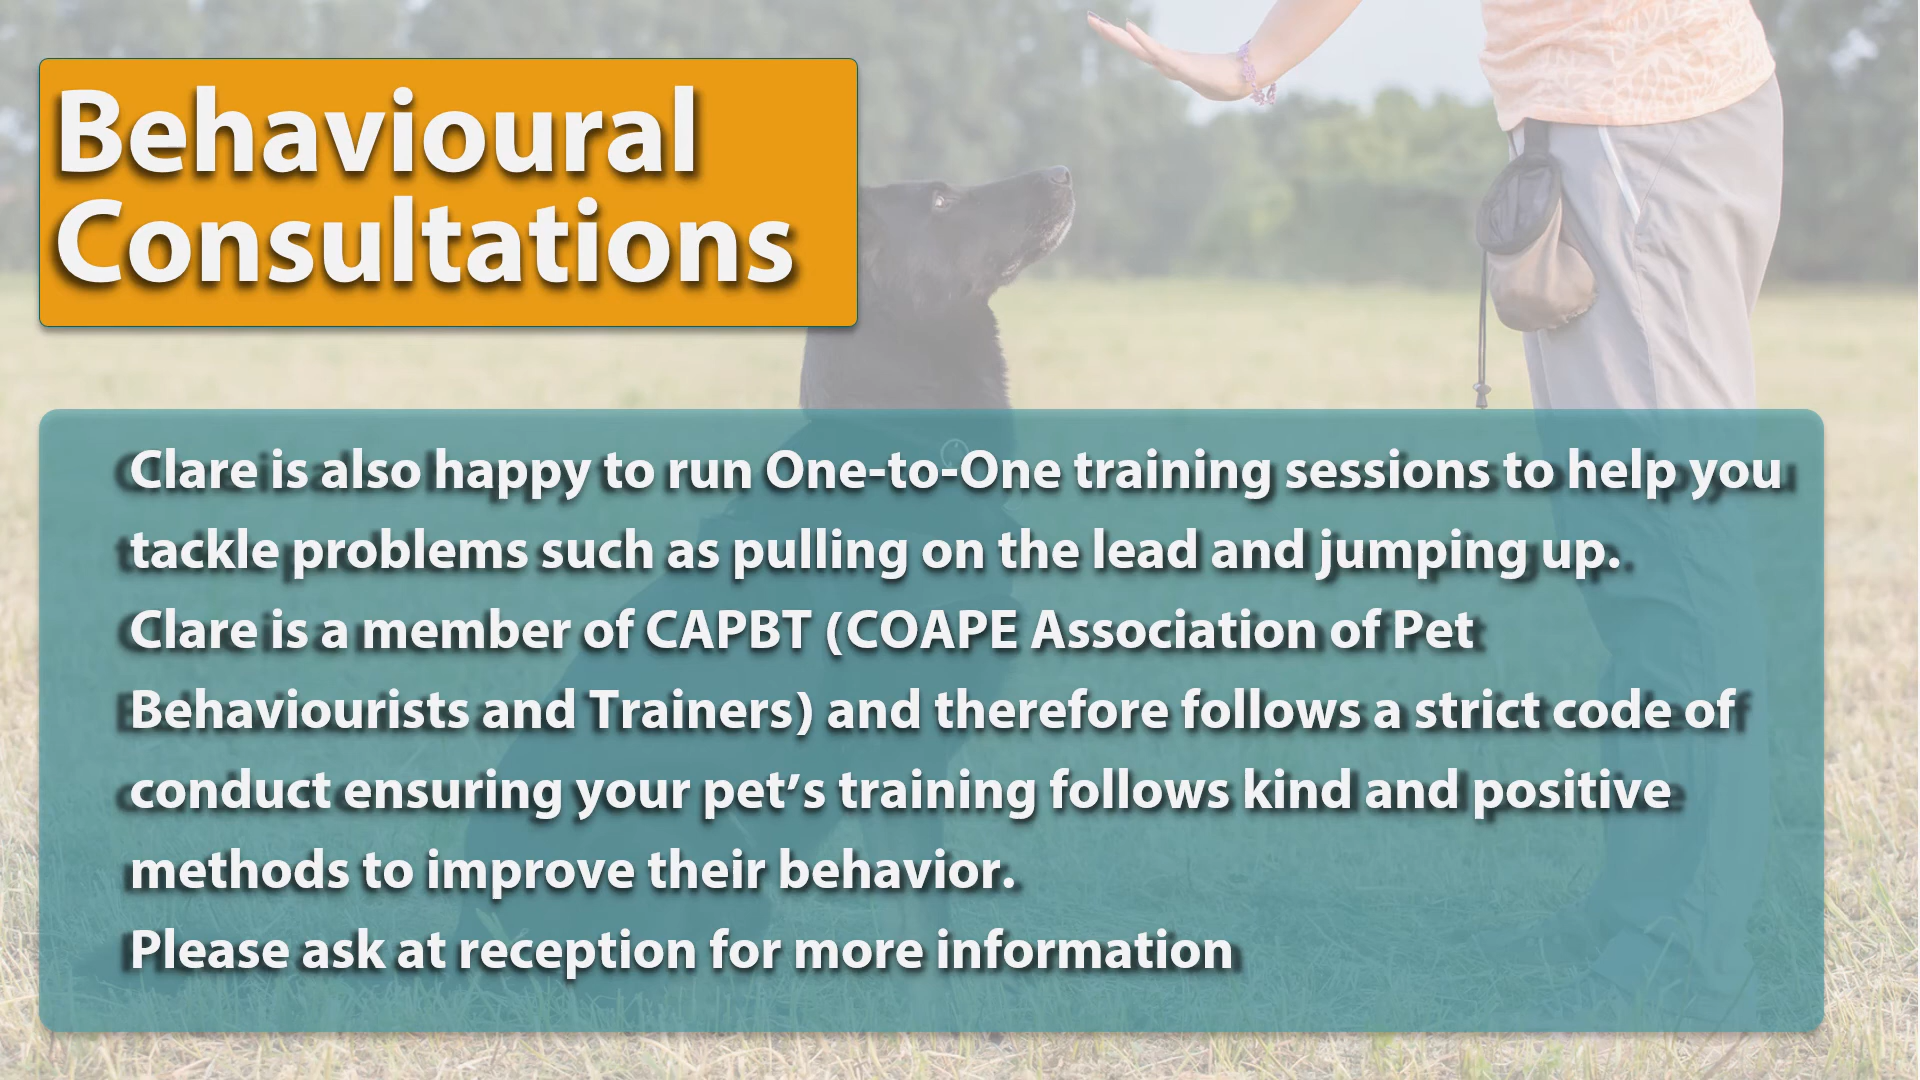 Behavioural
Consultations
Clare is also happy to run One-to-One training sessions to help you
tackle problems such as pulling on the lead and jumping up.
Clare is a member of CAPBT (COAPE Association of Pet
Behaviourists and Trainers) and therefore follows a strict code of
conduct ensuring your pet’s training follows kind and positive
methods to improve their behavior.
Please ask at reception for more information